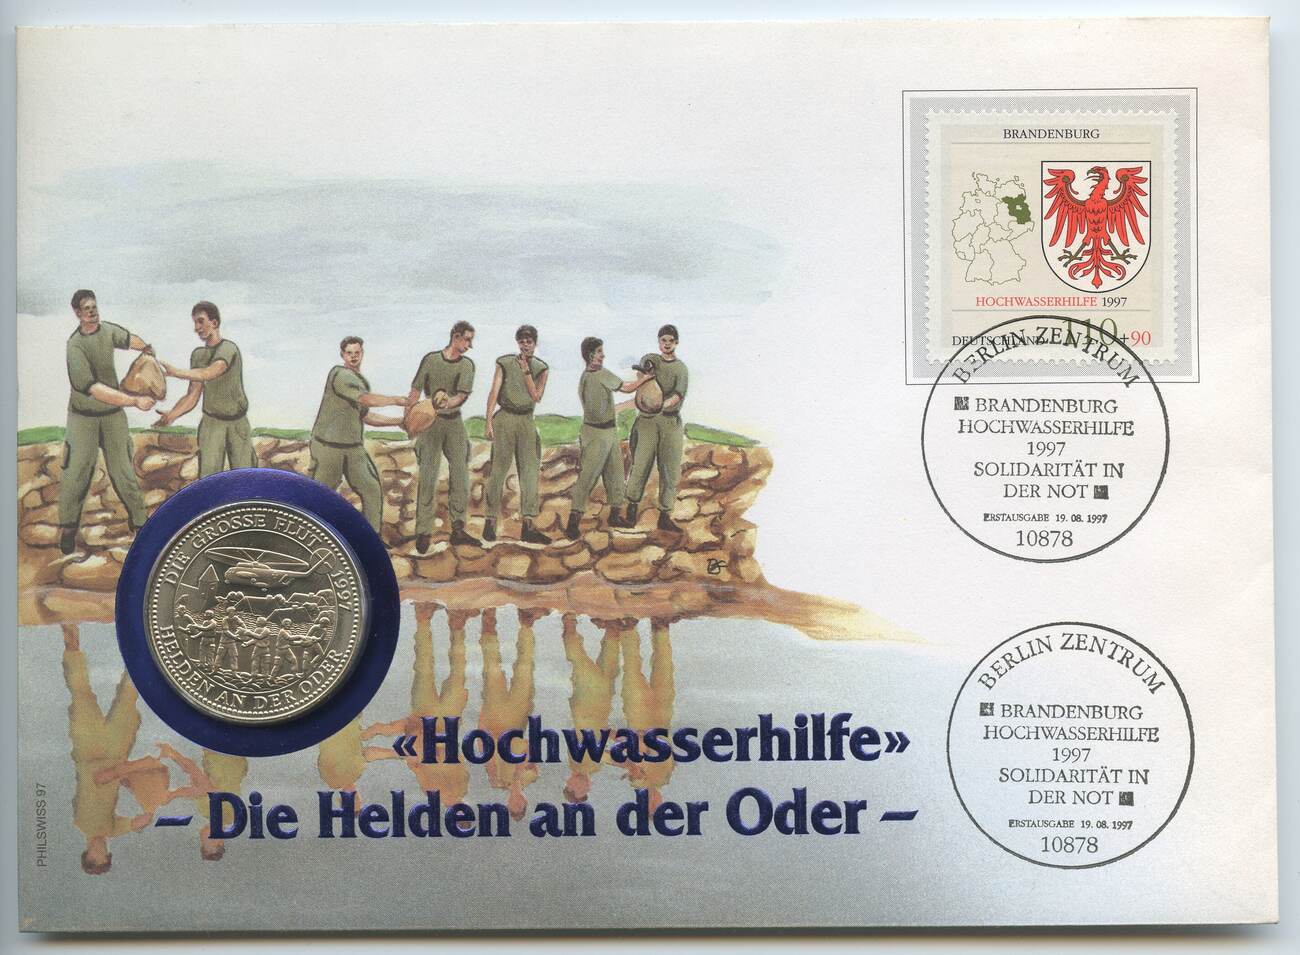 BRANDENBURG
HOCHWASSERHILFE 1997
DEUTSCHLAND 110+90
BERLIN ZENTRUM
BRANDENBURG
HOCHWASSERHILFE
1997
SOLIDARITÄT IN
DER NOT
ERSTAUSGABE 19.08.1997
10878
DIE GROSSE FLUT 1997
HELDEN AN DER ODER
«Hochwasserhilfe»
– Die Helden an der Oder –
BERLIN ZENTRUM
BRANDENBURG
HOCHWASSERHILFE
1997
SOLIDARITÄT IN
DER NOT
ERSTAUSGABE 19.08.1997
10878
PHILSWISS 97